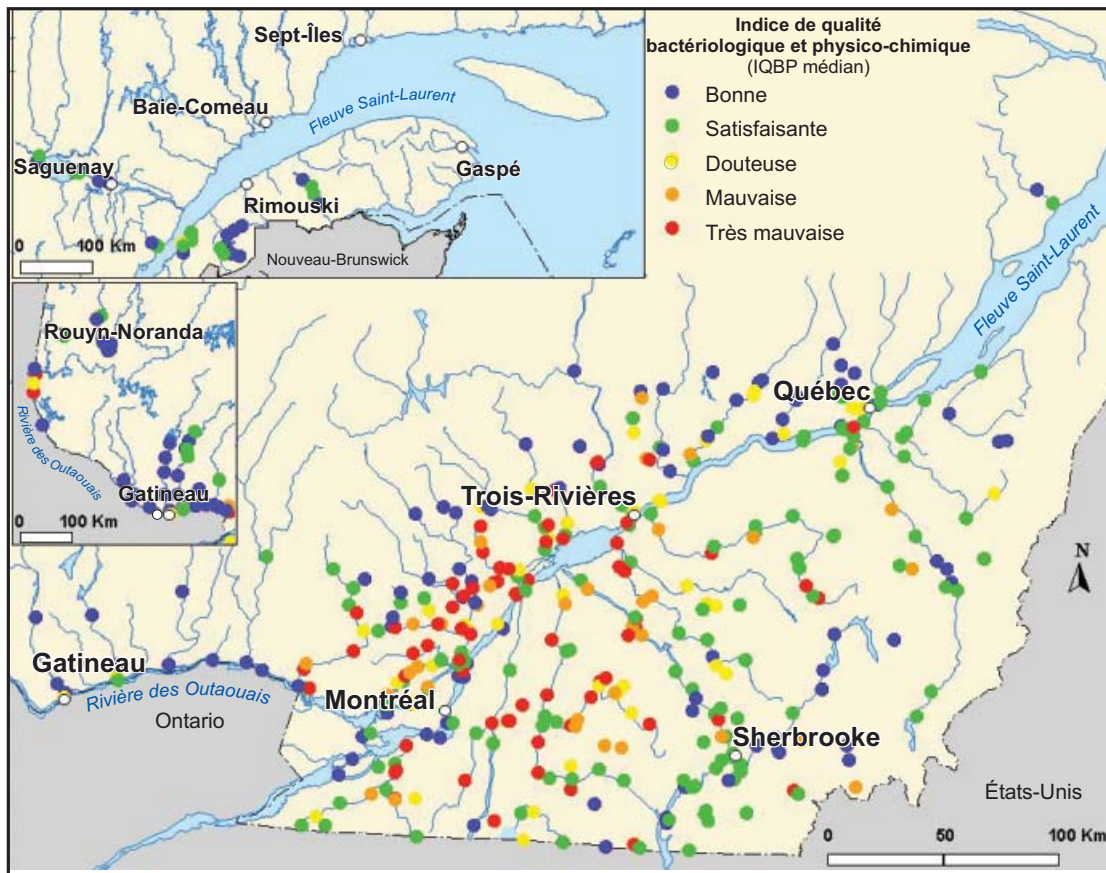 Indice de qualité
bactériologique et physico-chimique
(IQBP médian)
Bonne
Satisfaisante
Douteuse
Mauvaise
Très mauvaise
Sept-Îles
Baie-Comeau
Fleuve Saint-Laurent
Saguenay
Gaspé
Rimouski
0 100 Km
Nouveau-Brunswick
Rouyn-Noranda
Rivière des Outaouais
Gatineau
0 100 Km
Fleuve Saint-Laurent
Québec
Trois-Rivières
N
Gatineau
Rivière des Outaouais
Montréal
Ontario
Sherbrooke
États-Unis
0 50 100 Km